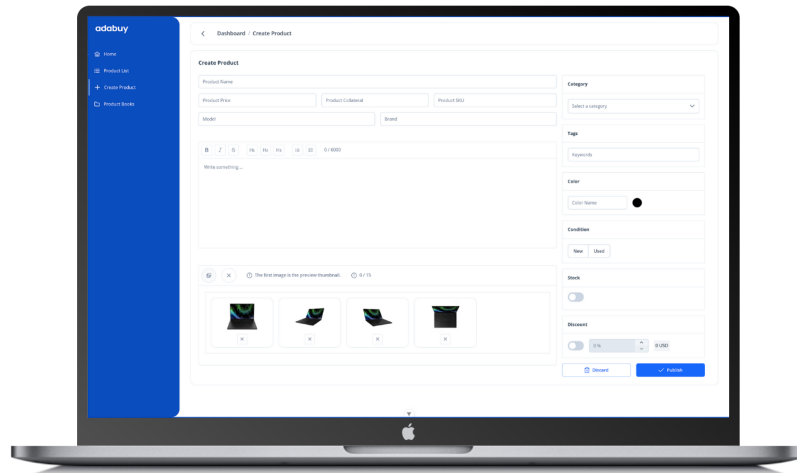 adabuy
Dashboard / Create Product
Home
Product List
Create Product
Product Books
Create Product
Product Name
Product Price
Product Collateral
Product SKU
Model
Brand
B I S H₁ H₂ H₃ 0 / 6000
Write something...
The first image is the preview thumbnail.
0 / 15
Category
Select a category
Tags
Keywords
Color
Color Name
Condition
New Used
Stock
Discount
0 %
0 USD
Discard
Publish